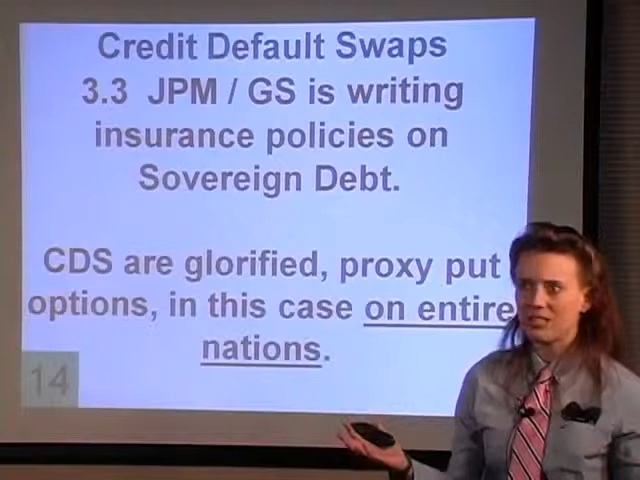 Credit Default Swaps
3.3 JPM / GS is writing
insurance policies on
Sovereign Debt.
CDS are glorified, proxy put
options, in this case on entire
nations.
14